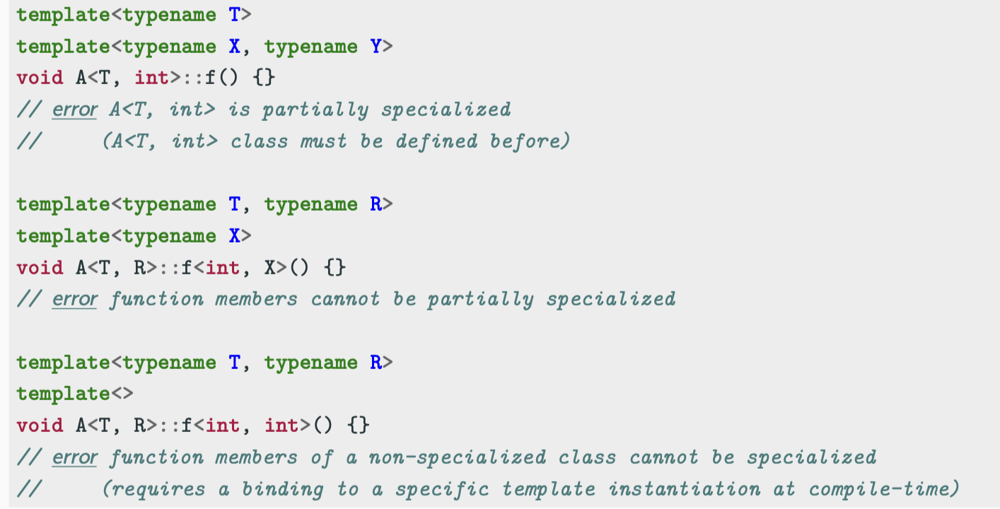 template<typename T>
template<typename X, typename Y>
void A<T, int>::f() {}
// error A<T, int> is partially specialized
//     (A<T, int> class must be defined before)
template<typename T, typename R>
template<typename X>
void A<T, R>::f<int, X>() {}
// error function members cannot be partially specialized
template<typename T, typename R>
template<>
void A<T, R>::f<int, int>() {}
// error function members of a non-specialized class cannot be specialized
//     (requires a binding to a specific template instantiation at compile-time)